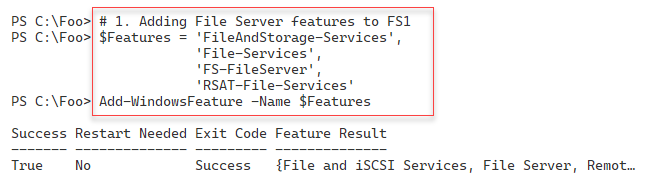 PS C:\Foo> # 1. Adding File Server features to FS1
PS C:\Foo> $Features = 'FileAndStorage-Services',
                       'File-Services',
                       'FS-FileServer',
                       'RSAT-File-Services'
PS C:\Foo> Add-WindowsFeature -Name $Features
Success Restart Needed Exit Code Feature Result
------- -------------- --------- --------------
True    No             Success   {File and iSCSI Services, File Server, Remot…